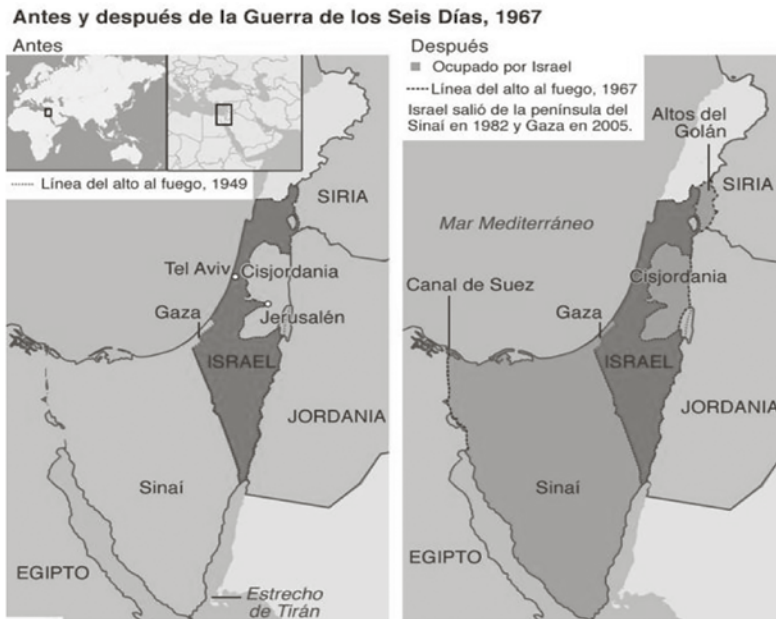 Antes y después de la Guerra de los Seis Días, 1967
Antes
Línea del alto al fuego, 1949
SIRIA
Tel Aviv
Cisjordania
Gaza
Jerusalén
ISRAEL
JORDANIA
Sinaí
EGIPTO
Estrecho
de Tirán
Después
Ocupado por Israel
Línea del alto al fuego, 1967
Israel salió de la península del
Sinaí en 1982 y Gaza en 2005.
Altos del
Golán
SIRIA
Mar Mediterráneo
Cisjordania
Canal de Suez
Gaza
ISRAEL
JORDANIA
Sinaí
EGIPTO